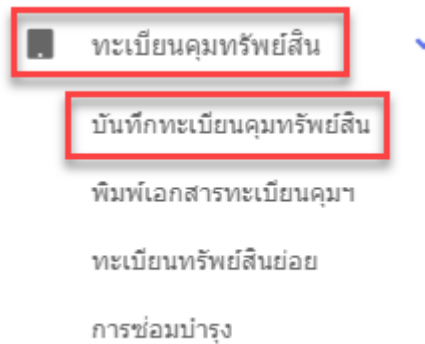 ทะเบียนคุมทรัพย์สิน
บันทึกทะเบียนคุมทรัพย์สิน
พิมพ์เอกสารทะเบียนคุมฯ
ทะเบียนทรัพย์สินย่อย
การซ่อมบำรุง